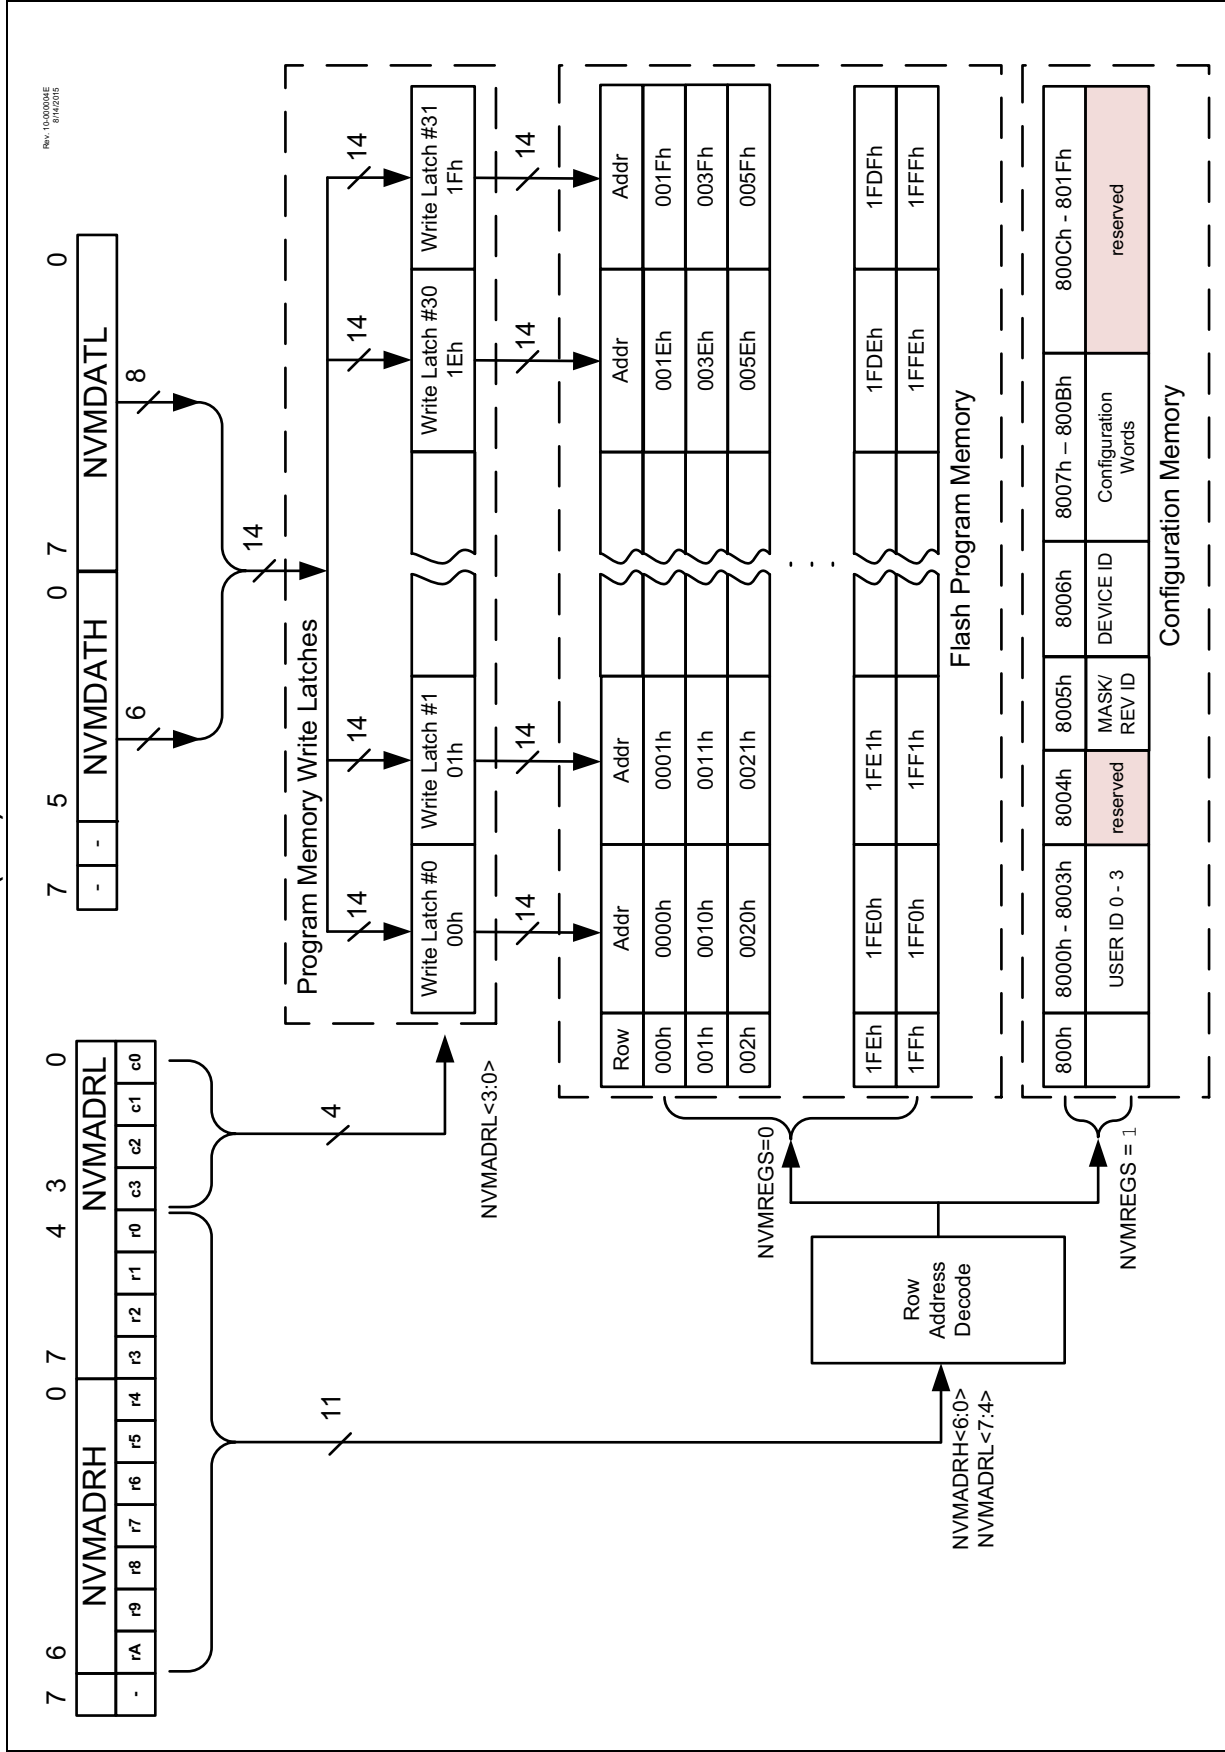 Rev. 10-000004E
8/14/2015
7 6 0 7 4 3 0
NVMADRH NVMADRL
- rA r9 r8 r7 r6 r5 r4 r3 r2 r1 r0 c3 c2 c1 c0
7 5 0 7 0
- - NVMDATH NVMDATL
6 8
14
11
4
NVMADRL<3:0>
Program Memory Write Latches
14 14 14 14
Write Latch #0 Write Latch #1 Write Latch #30 Write Latch #31
00h 01h 1Eh 1Fh
14 14 14 14
Row Addr Addr Addr Addr
000h 0000h 0001h 001Eh 001Fh
001h 0010h 0011h 003Eh 003Fh
002h 0020h 0021h 005Eh 005Fh
. . .
1FEh 1FE0h 1FE1h 1FDEh 1FDFh
1FFh 1FF0h 1FF1h 1FFEh 1FFFh
Flash Program Memory
NVMREGS=0
Row
Address
Decode
NVMADRH<6:0>
NVMADRL<7:4>
NVMREGS = 1
800h 8000h - 8003h 8004h 8005h 8006h 8007h – 800Bh 800Ch - 801Fh
USER ID 0 - 3 reserved MASK/
REV ID DEVICE ID Configuration
Words reserved
Configuration Memory